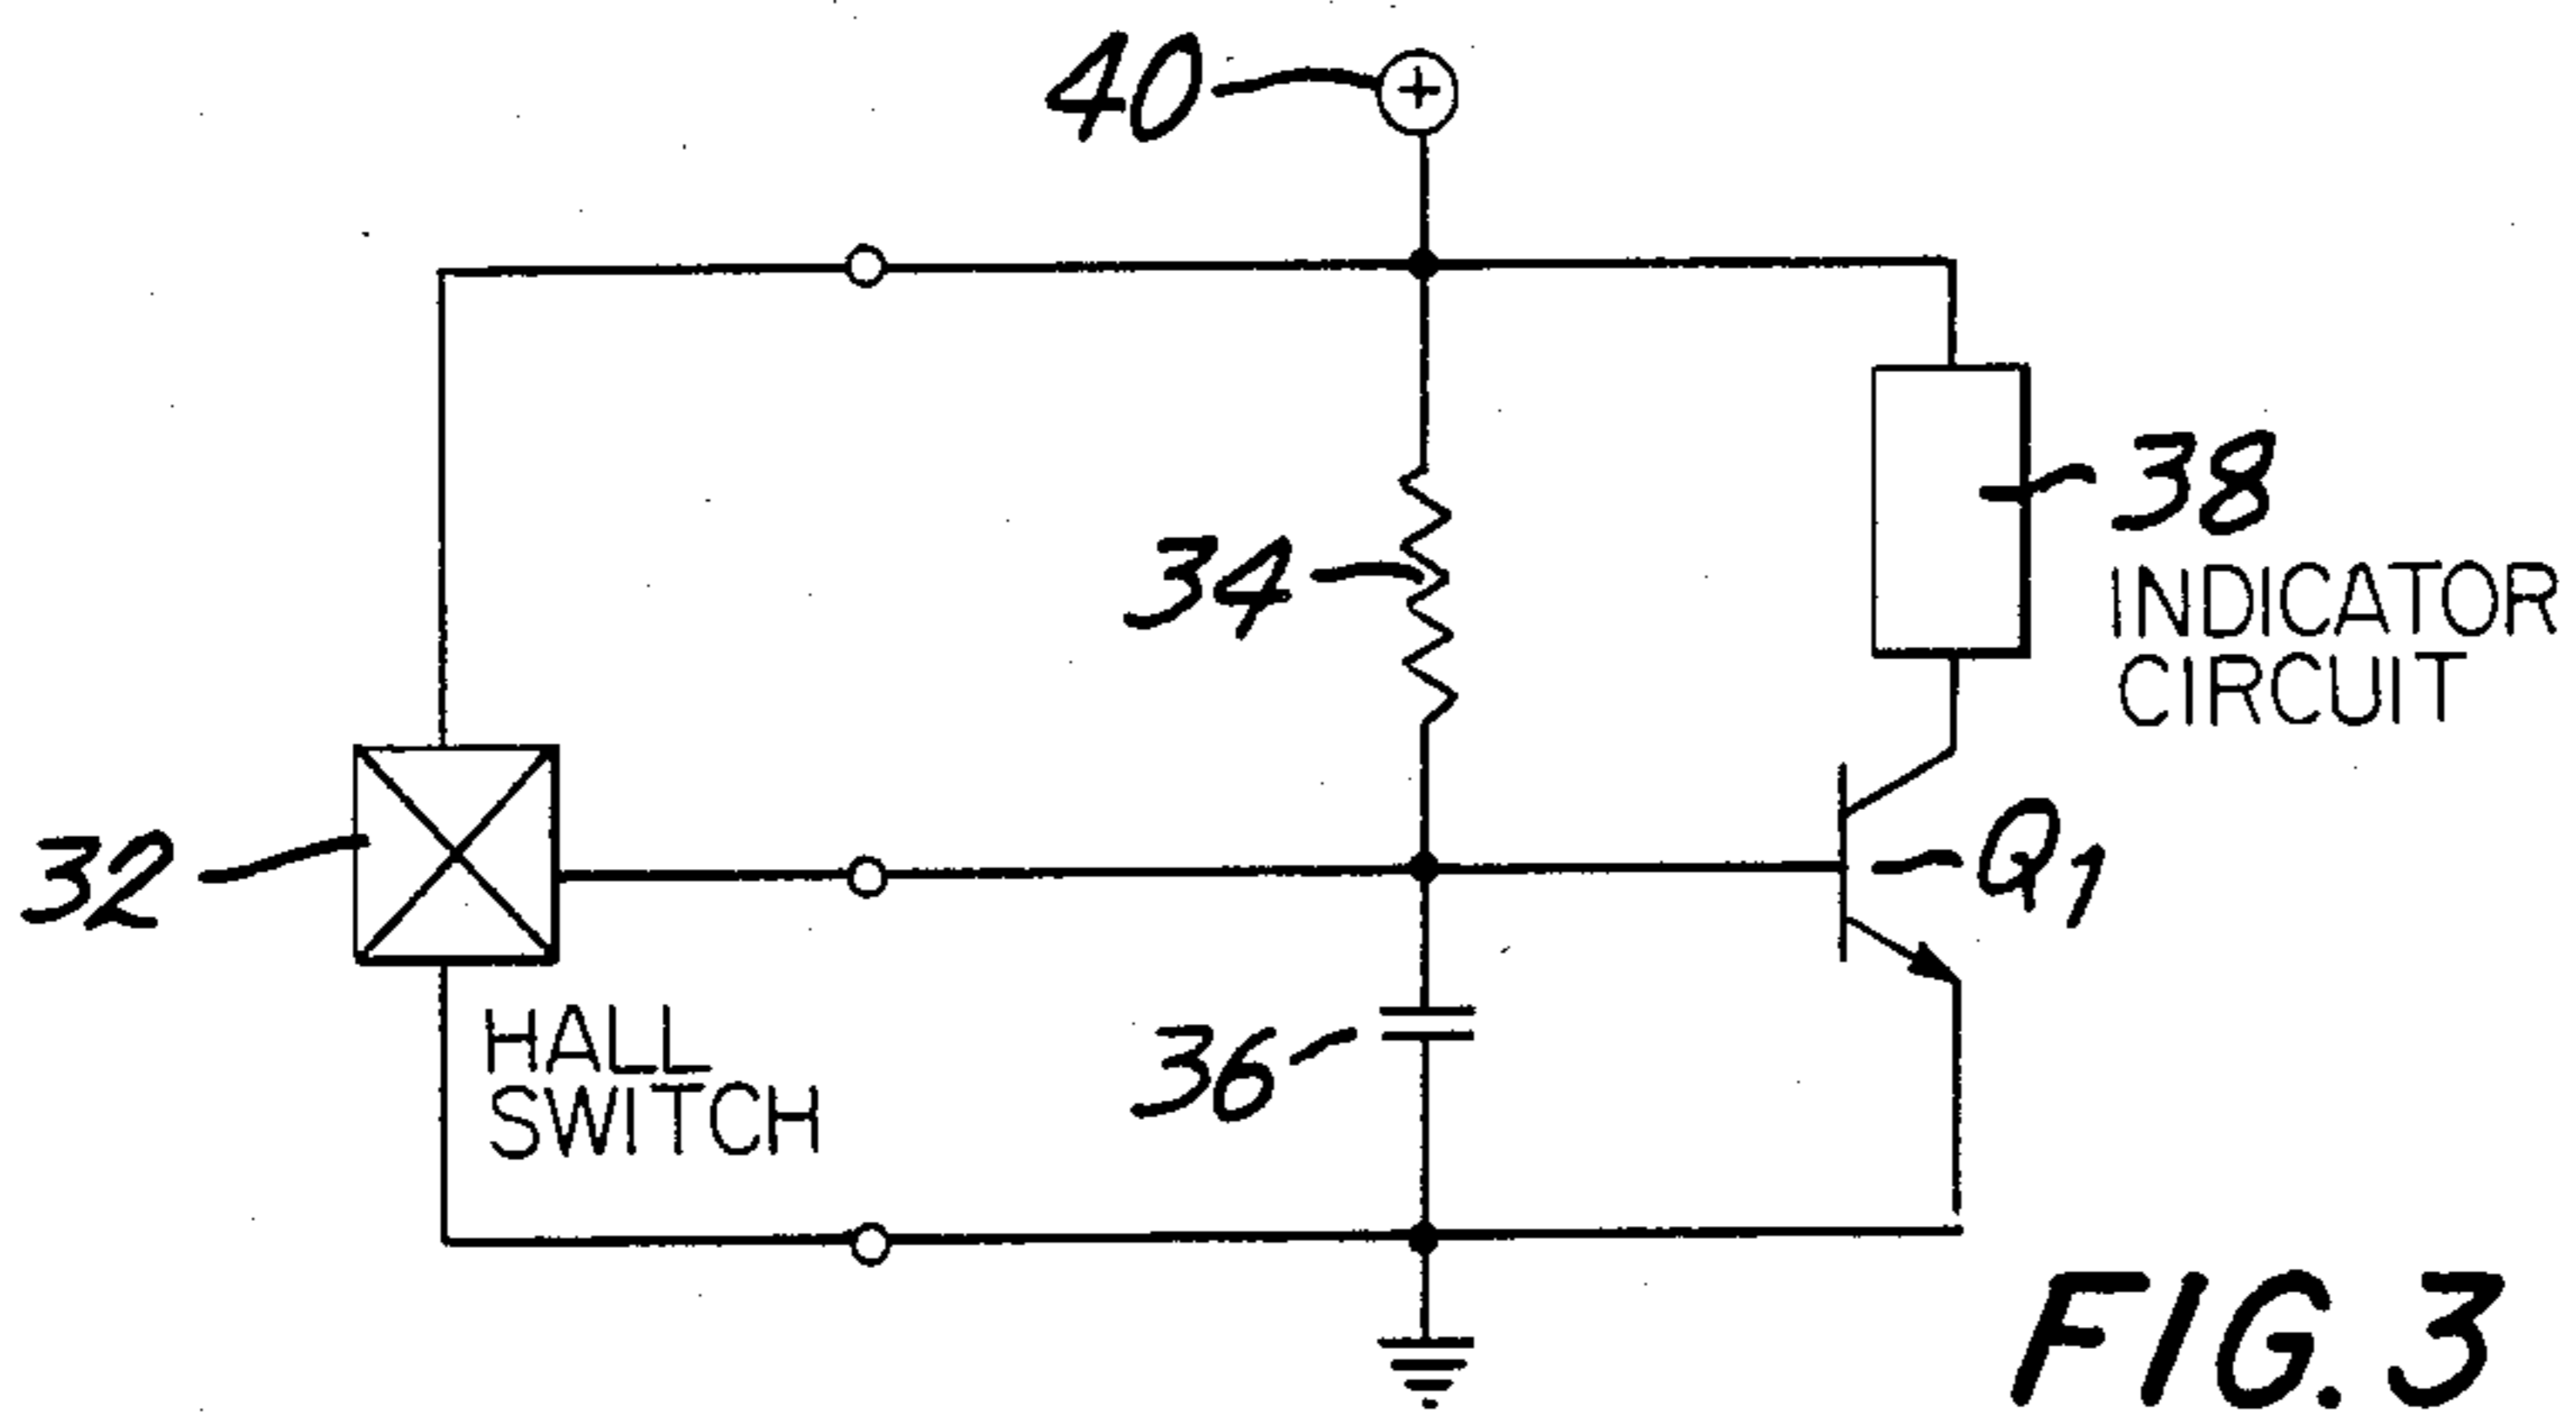 40
+
38
INDICATOR
CIRCUIT
34
32
Q1
HALL
SWITCH
36
FIG. 3